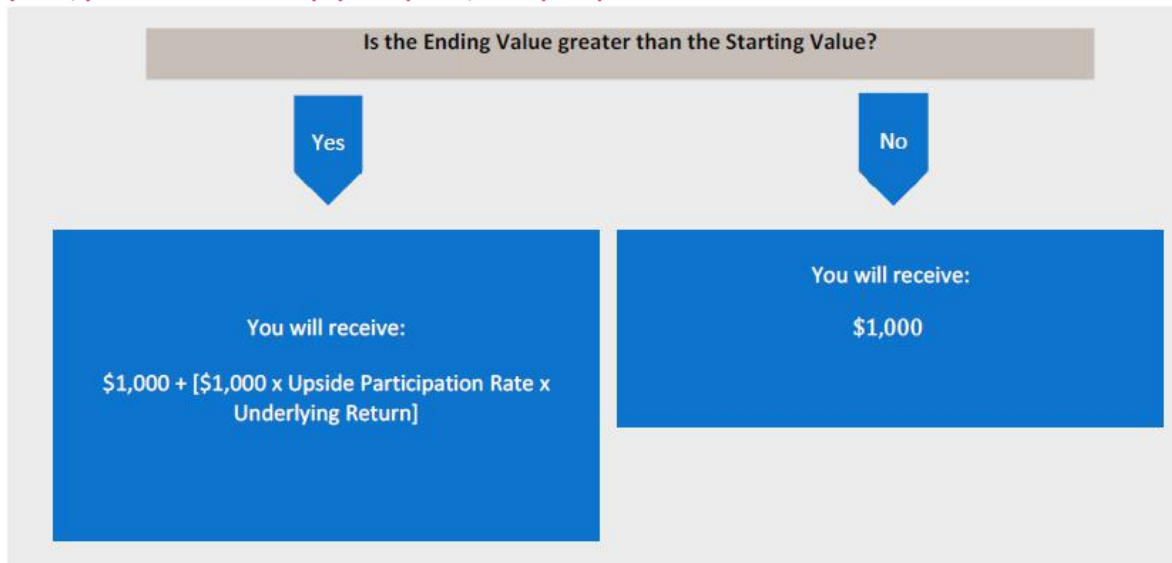 Is the Ending Value greater than the Starting Value?
Yes
No
You will receive:
$1,000 + [$1,000 x Upside Participation Rate x
Underlying Return]
You will receive:
$1,000